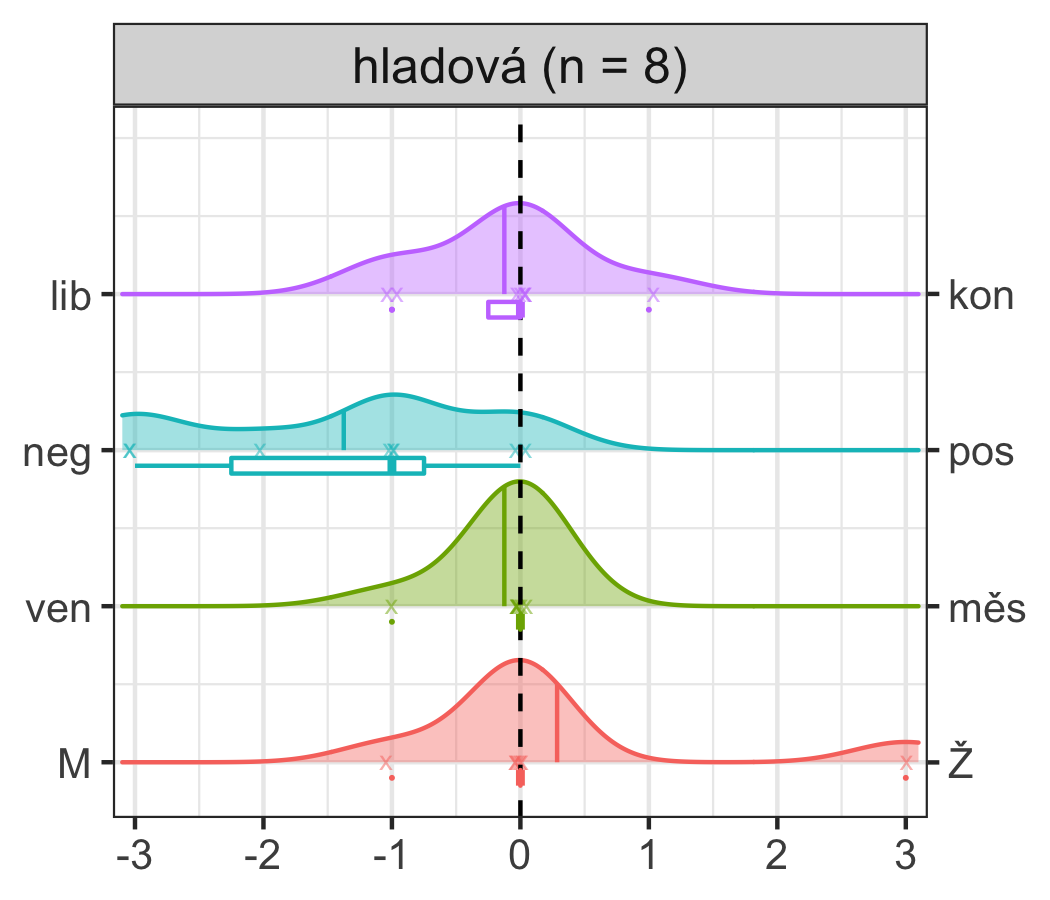 hladová (n = 8)
lib kon
neg pos
ven měs
M Ž
-3 -2 -1 0 1 2 3